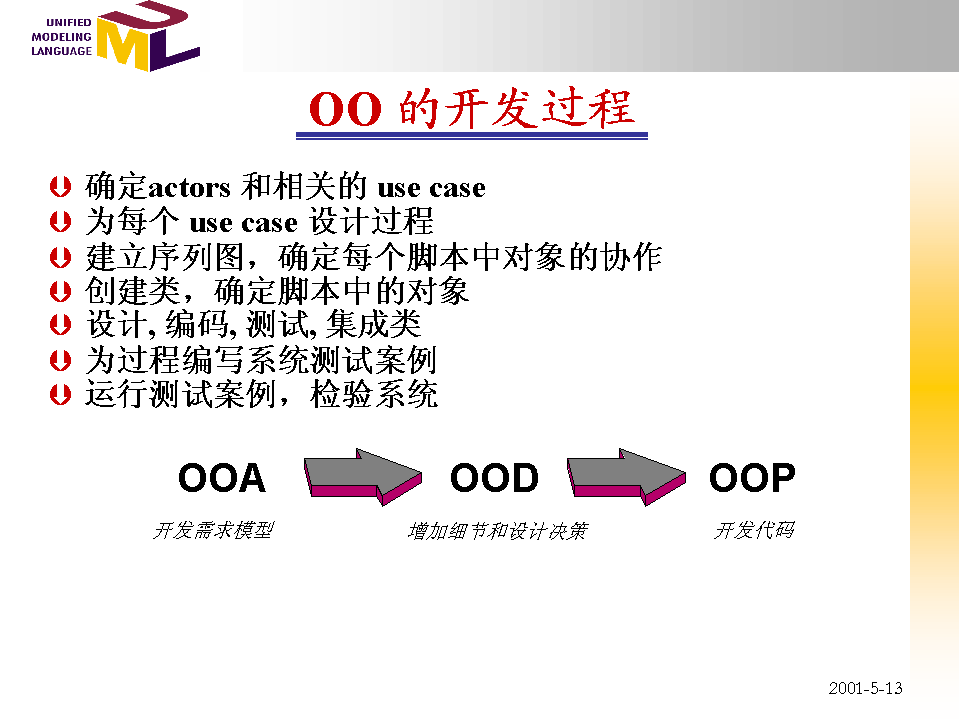 UNIFIED
MODELING
LANGUAGE
UML
OO 的开发过程
确定actors 和相关的 use case
为每个 use case 设计过程
建立序列图，确定每个脚本中对象的协作
创建类，确定脚本中的对象
设计, 编码, 测试, 集成类
为过程编写系统测试案例
运行测试案例，检验系统
OOA OOD OOP
开发需求模型 增加细节和设计决策 开发代码
2001-5-13